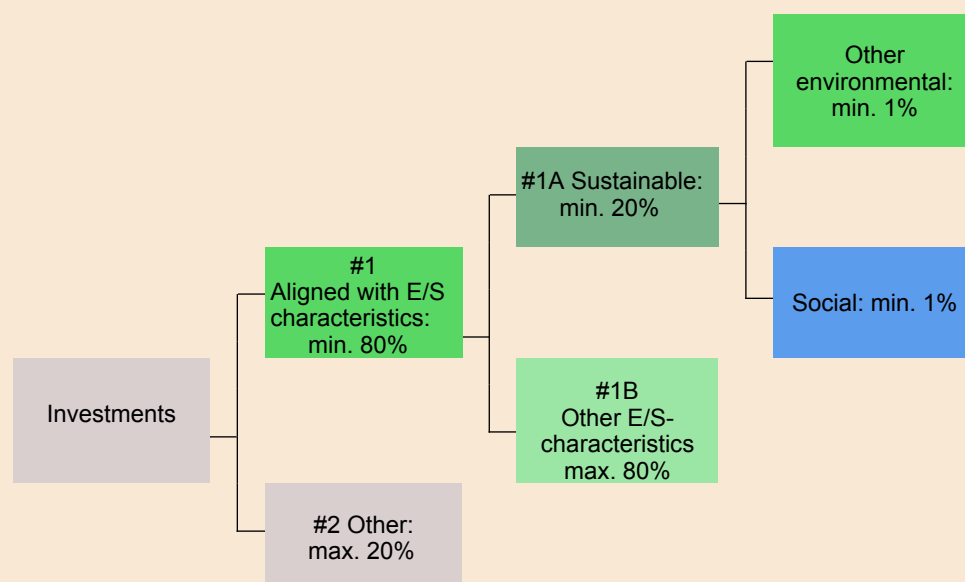 Other
environmental:
min. 1%
#1A Sustainable:
min. 20%
#1
Aligned with E/S
characteristics:
min. 80%
Social: min. 1%
Investments
#1B
Other E/S-
characteristics
max. 80%
#2 Other:
max. 20%